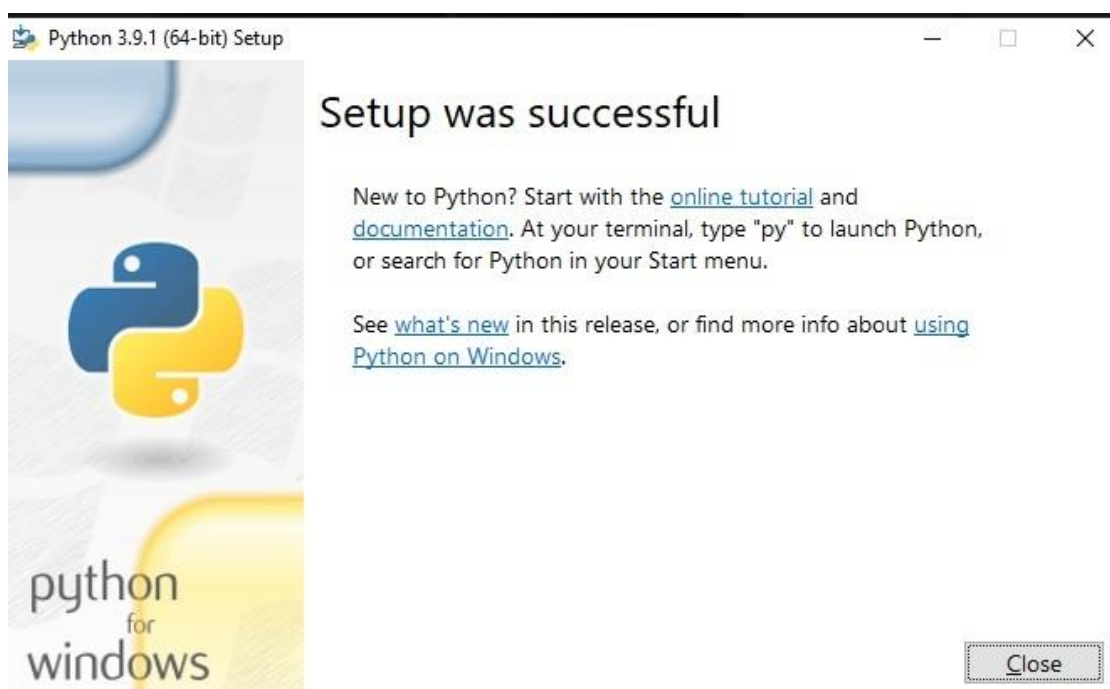 Python 3.9.1 (64-bit) Setup
Setup was successful
New to Python? Start with the online tutorial and
documentation. At your terminal, type "py" to launch Python,
or search for Python in your Start menu.
See what's new in this release, or find more info about using
Python on Windows.
python
for
windows
Close